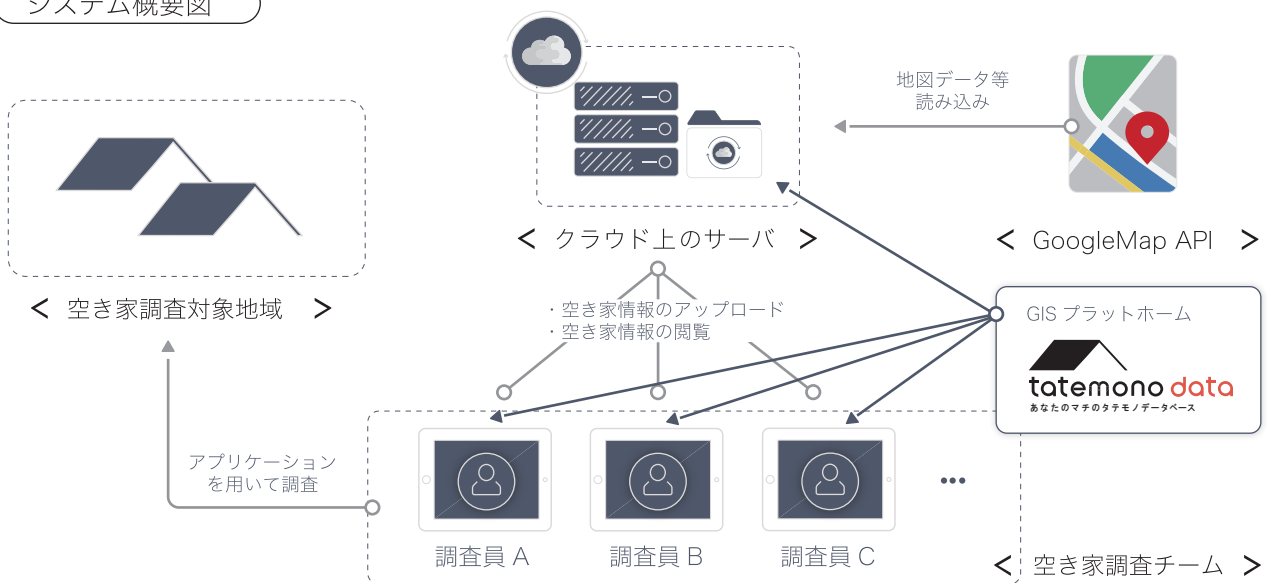 システム概要図
地図データ等
読み込み
< クラウド上のサーバ >
< GoogleMap API >
< 空き家調査対象地域 >
・空き家情報のアップロード
・空き家情報の閲覧
GIS プラットホーム
tatemono data
あなたのマチのタテモノデータベース
アプリケーション
を用いて調査
•••
調査員 A
調査員 B
調査員 C
< 空き家調査チーム >